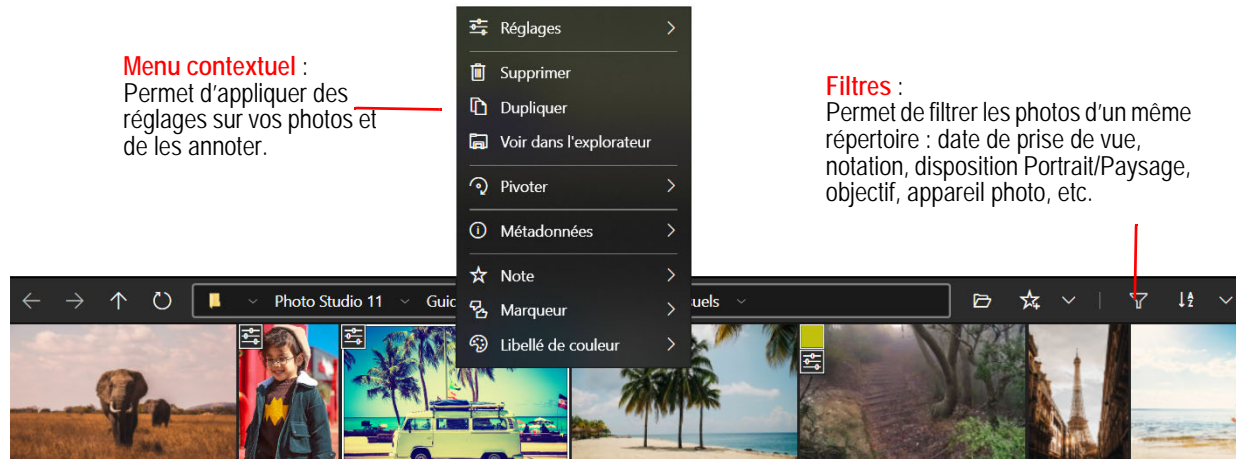 Menu contextuel :
Permet d'appliquer des
réglages sur vos photos et
de les annoter.
Réglages
Supprimer
Dupliquer
Voir dans l'explorateur
Pivoter
Métadonnées
Note
Marqueur
Libellé de couleur
Filtres :
Permet de filtrer les photos d'un même
répertoire : date de prise de vue,
notation, disposition Portrait/Paysage,
objectif, appareil photo, etc.
Photo Studio 11